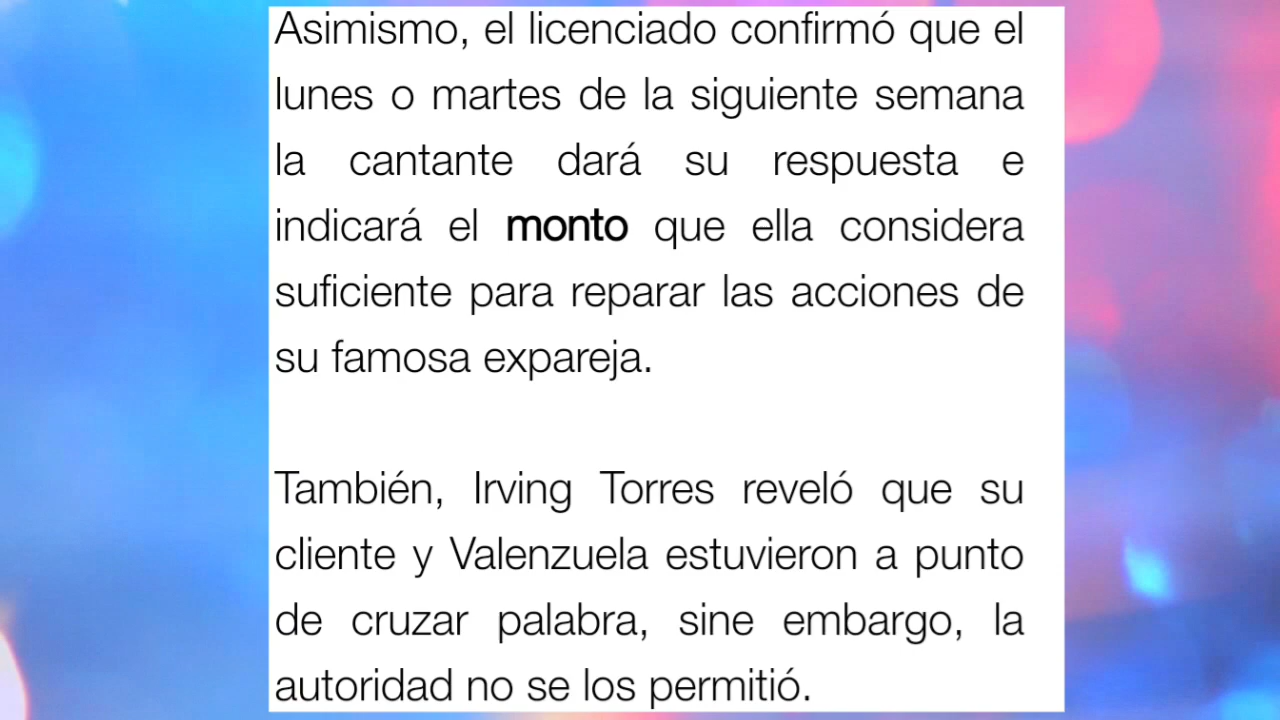 Asimismo, el licenciado confirmó que el
lunes o martes de la siguiente semana
la cantante dará su respuesta e
indicará el monto que ella considera
suficiente para reparar las acciones de
su famosa expareja.
También, Irving Torres reveló que su
cliente y Valenzuela estuvieron a punto
de cruzar palabra, sine embargo, la
autoridad no se los permitió.